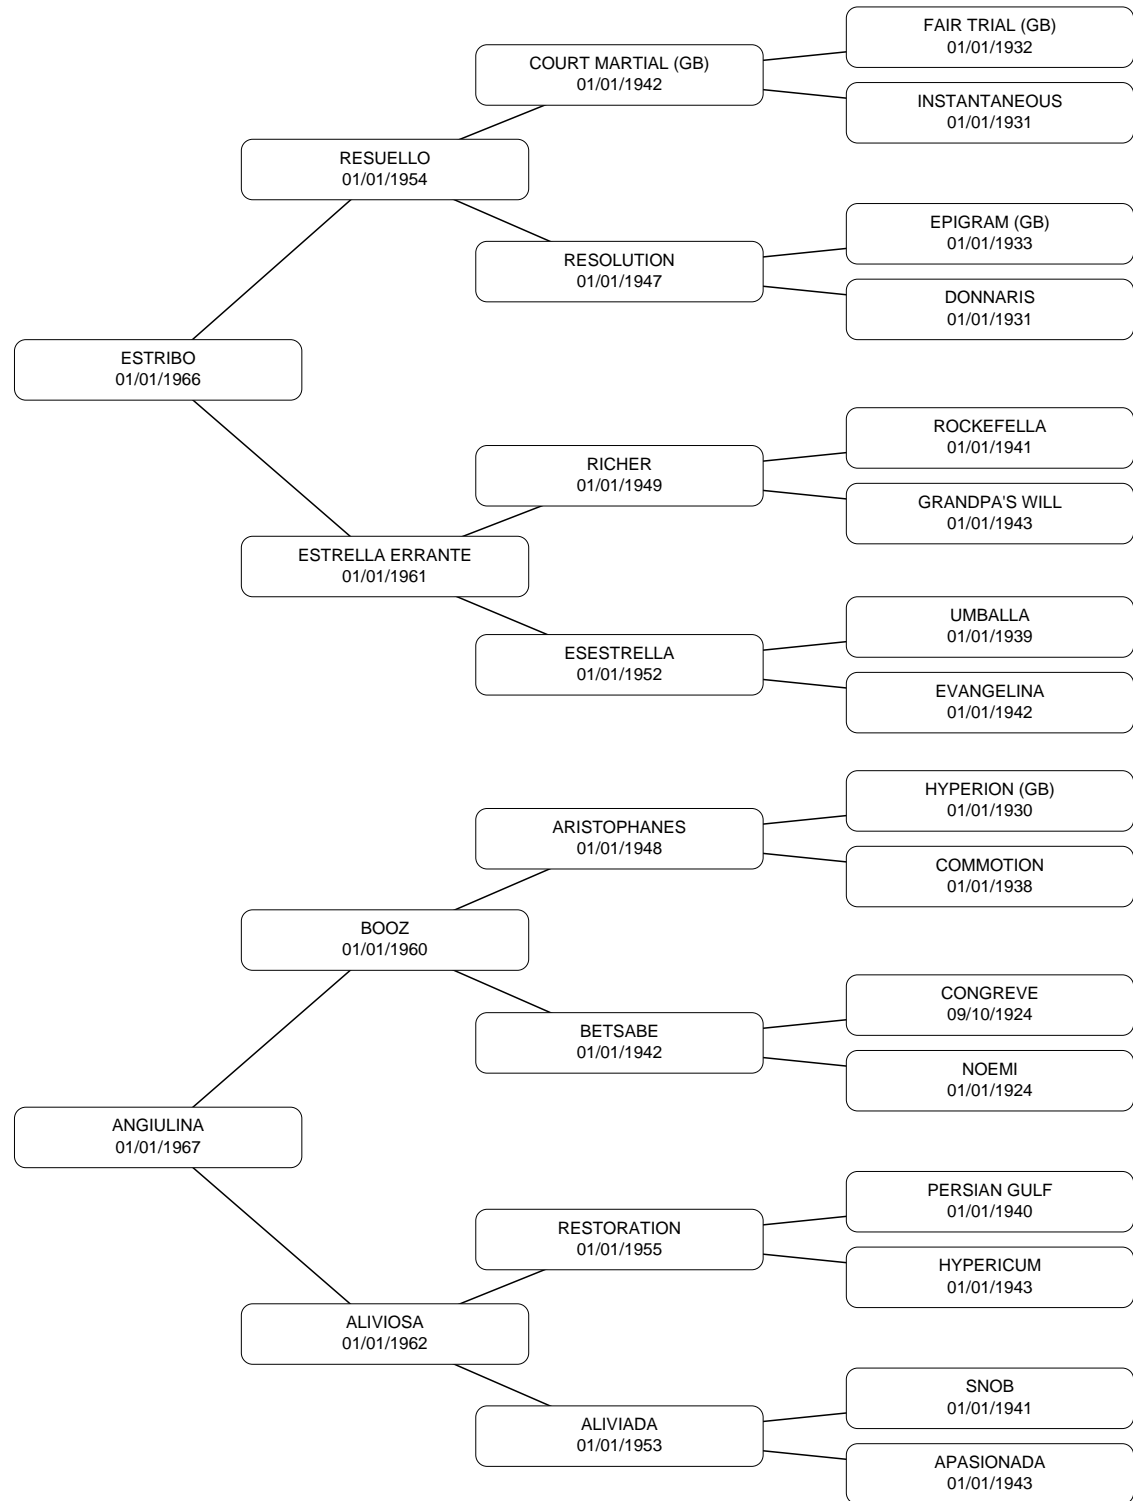 FAIR TRIAL (GB)
01/01/1932
COURT MARTIAL (GB)
01/01/1942
INSTANTANEOUS
01/01/1931
RESUELLO
01/01/1954
EPIGRAM (GB)
01/01/1933
RESOLUTION
01/01/1947
DONNARIS
01/01/1931
ESTRIBO
01/01/1966
ROCKEFELLA
01/01/1941
RICHER
01/01/1949
GRANDPA'S WILL
01/01/1943
ESTRELLA ERRANTE
01/01/1961
UMBALLA
01/01/1939
ESESTRELLA
01/01/1952
EVANGELINA
01/01/1942
HYPERION (GB)
01/01/1930
ARISTOPHANES
01/01/1948
COMMOTION
01/01/1938
BOOZ
01/01/1960
CONGREVE
09/10/1924
BETSABE
01/01/1942
NOEMI
01/01/1924
ANGIULINA
01/01/1967
PERSIAN GULF
01/01/1940
RESTORATION
01/01/1955
HYPERICUM
01/01/1943
ALIVIOSA
01/01/1962
SNOB
01/01/1941
ALIVIADA
01/01/1953
APASIONADA
01/01/1943